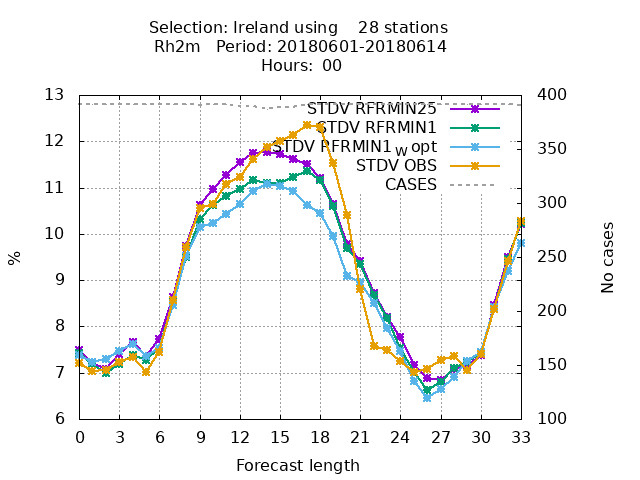 Selection: Ireland using 28 stations
Rh2m Period: 20180601-20180614
Hours: 00
13
12
11
10
9
8
7
6
%
400
350
300
250
200
150
100
No cases
STDV RFRMIN25
STDV RFRMIN1
STDV RFRMIN1_w opt
STDV OBS
CASES
0 3 6 9 12 15 18 21 24 27 30 33
Forecast length